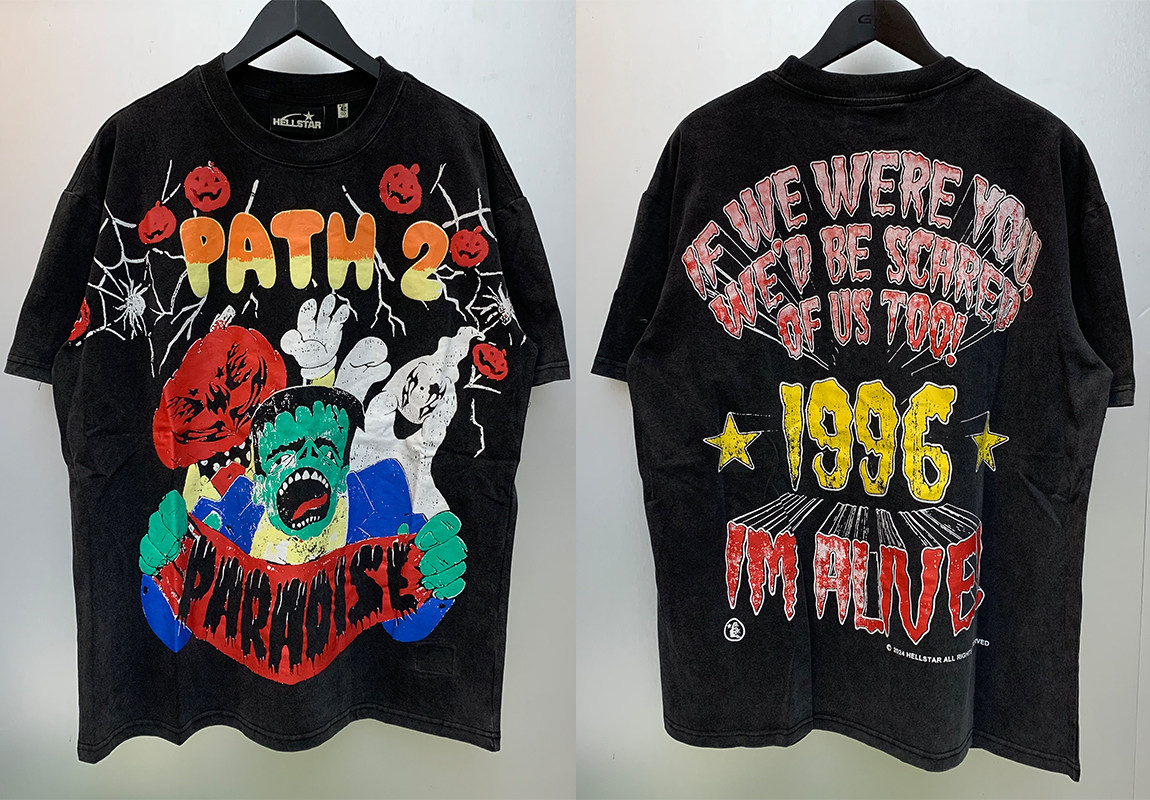 HELLSTAR
PATH 2
PARADISE
IF WE WERE YOU
WE'D BE SCARED
OF US TOO!
1996
IM ALIVE
© 2024 HELLSTAR ALL RIGHTS